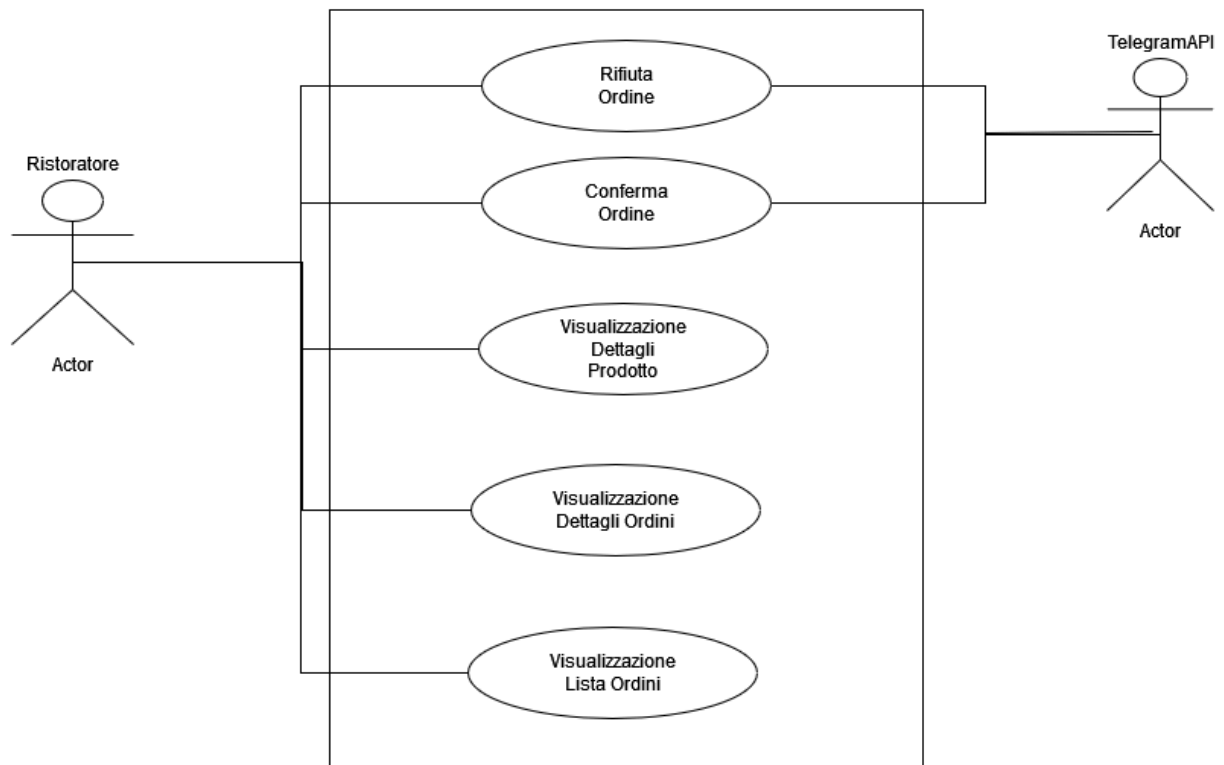 TelegramAPI
Rifiuta
Ordine
Ristoratore
Conferma
Ordine
Actor
Visualizzazione
Dettagli
Prodotto
Actor
Visualizzazione
Dettagli Ordini
Visualizzazione
Lista Ordini